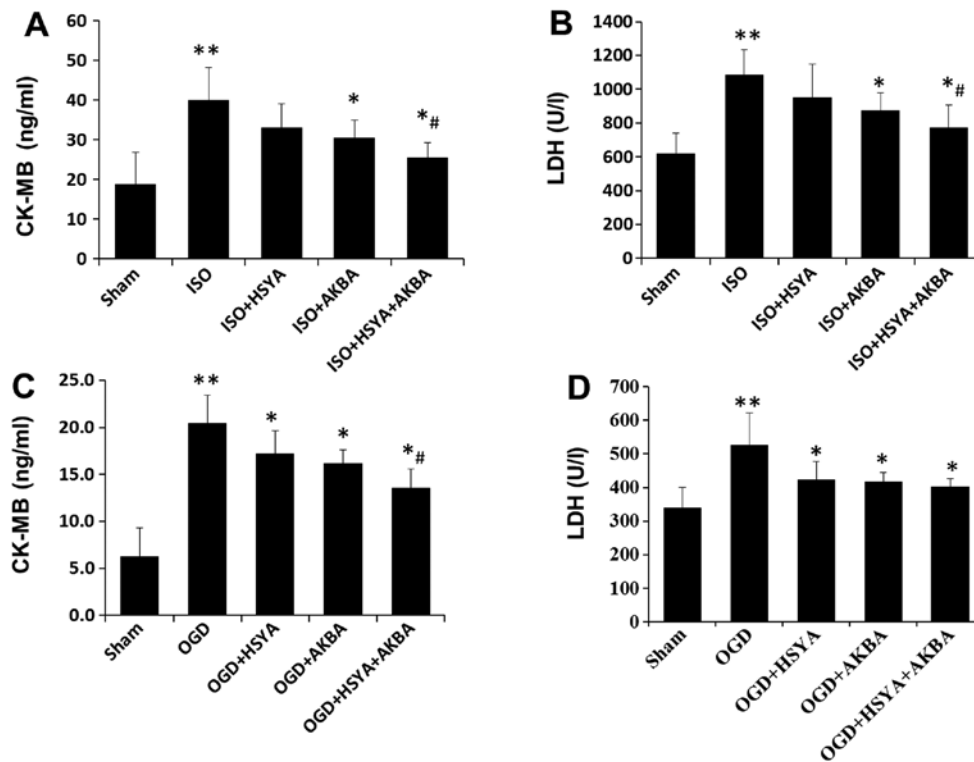 A
CK-MB (ng/ml)
60
50
40
30
20
10
0
**
*
*#
Sham
ISO
ISO+HSYA
ISO+AKBA
ISO+HSYA+AKBA
B
LDH (U/l)
1400
1200
1000
800
600
400
200
0
**
*
*#
Sham
ISO
ISO+HSYA
ISO+AKBA
ISO+HSYA+AKBA
C
CK-MB (ng/ml)
25.0
20.0
15.0
10.0
5.0
0.0
**
*
*
*#
Sham
OGD
OGD+HSYA
OGD+AKBA
OGD+HSYA+AKBA
D
LDH (U/l)
700
600
500
400
300
200
100
0
**
*
*
*
Sham
OGD
OGD+HSYA
OGD+AKBA
OGD+HSYA+AKBA